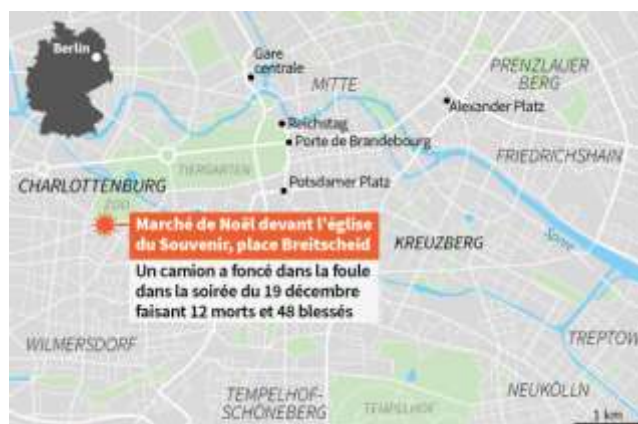 Berlin
Gare
centrale
MITTE
PRENZLAUER
BERG
Alexander Platz
Reichstag
Porte de Brandebourg
FRIEDRICHSHAIN
TIERGARTEN
CHARLOTTENBURG
Potsdamer Platz
ZOO
Marché de Noël devant l'église
du Souvenir, place Breitscheid
KREUZBERG
Spree
Un camion a foncé dans la foule
dans la soirée du 19 décembre
faisant 12 morts et 48 blessés
WILMERSDORF
TREPTOW
TEMPELHOF-
SCHÖNEBERG
TEMPELHOF
NEUKÖLLN
1 km